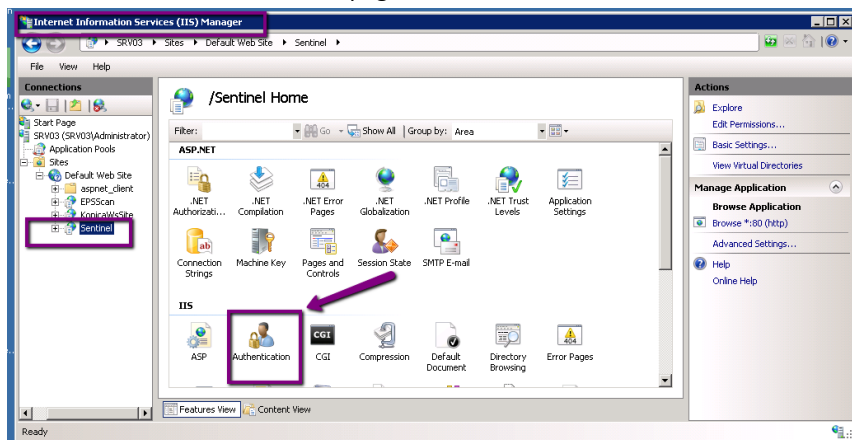 Internet Information Services (IIS) Manager
SRV03 Sites Default Web Site Sentinel
File View Help
Connections
Start Page
SRV03 (SRV03\Administrator)
Application Pools
Sites
Default Web Site
aspnet_client
EPSScan
KonicaWsSite
Sentinel
/Sentinel Home
Filter: Go Show All Group by: Area
ASP.NET
.NET Authorizati...
.NET Compilation
.NET Error Pages
.NET Globalization
.NET Profile
.NET Trust Levels
Application Settings
Connection Strings
Machine Key
Pages and Controls
Session State
SMTP E-mail
IIS
ASP
Authentication
CGI
Compression
Default Document
Directory Browsing
Error Pages
Features View Content View
Actions
Explore
Edit Permissions...
Basic Settings...
View Virtual Directories
Manage Application
Browse Application
Browse *:80 (http)
Advanced Settings...
Help
Online Help
Ready